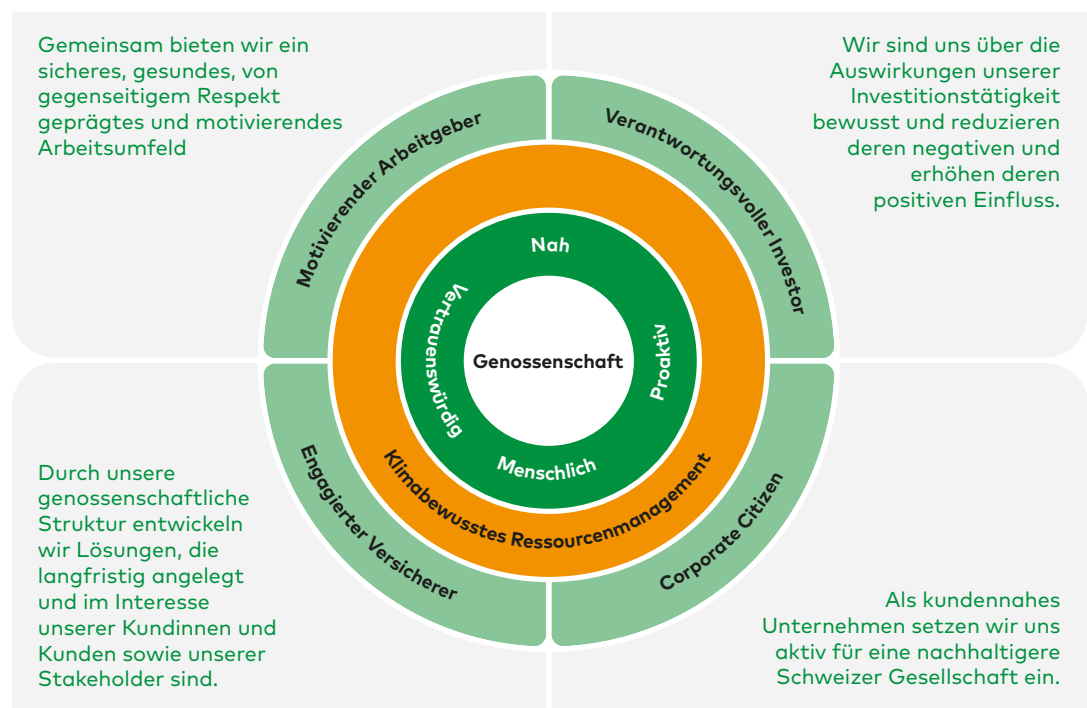 Gemeinsam bieten wir ein
sicheres, gesundes, von
gegenseitigem Respekt
geprägtes und motivierendes
Arbeitsumfeld
Wir sind uns über die
Auswirkungen unserer
Investitionstätigkeit
bewusst und reduzieren
deren negativen und
erhöhen deren
positiven Einfluss.
Motivierender Arbeitgeber
Verantwortungsvoller Investor
Nah
Vertrauenswürdig
Genossenschaft
Proaktiv
Menschlich
Klimabewusstes Ressourcenmanagement
Engagierter Versicherer
Corporate Citizen
Durch unsere
genossenschaftliche
Struktur entwickeln
wir Lösungen, die
langfristig angelegt
und im Interesse
unserer Kundinnen und
Kunden sowie unserer
Stakeholder sind.
Als kundennahes
Unternehmen setzen wir uns
aktiv für eine nachhaltigere
Schweizer Gesellschaft ein.